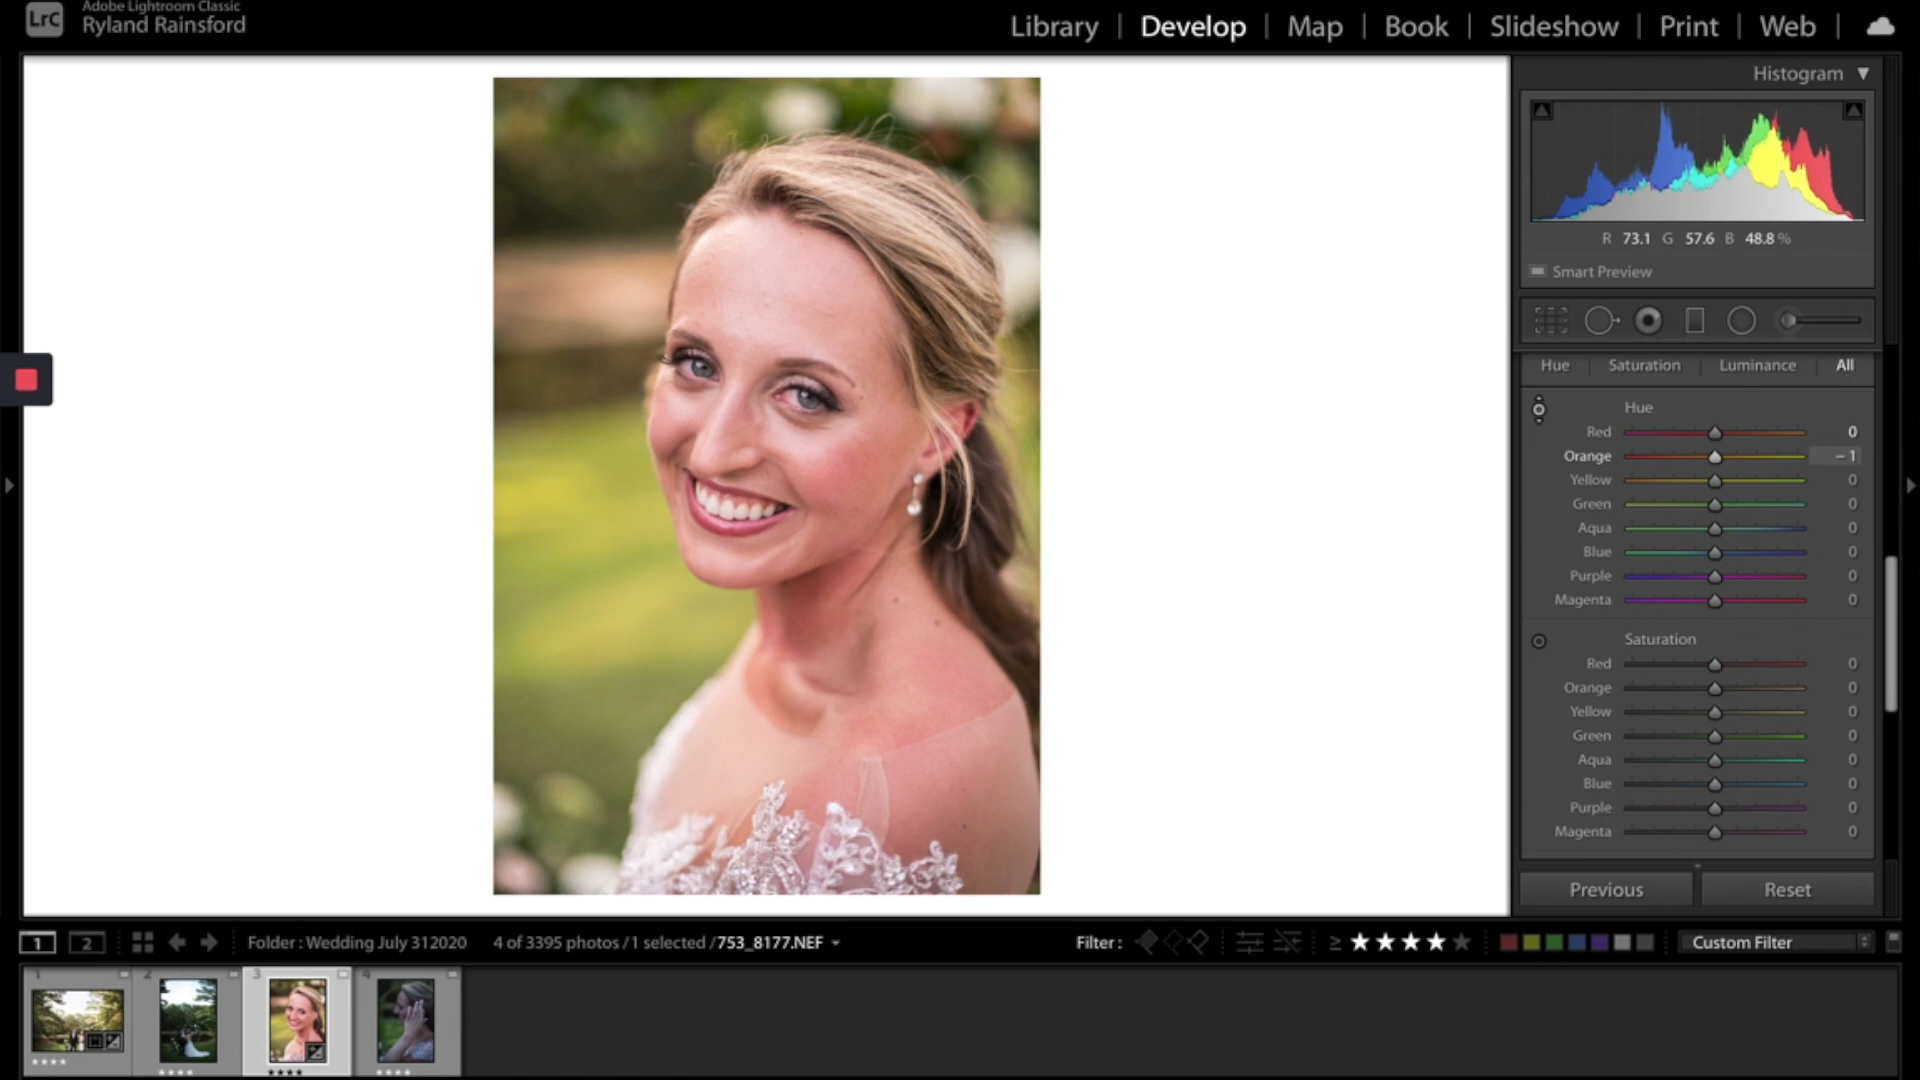 LrC
Adobe Lightroom Classic
Ryland Rainsford
Library | Develop | Map | Book | Slideshow | Print | Web |
Histogram ▼
R 73.1 G 57.6 B 48.8 %
Smart Preview
Hue | Saturation | Luminance | All
Hue
Red 0
Orange – 1
Yellow 0
Green 0
Aqua 0
Blue 0
Purple 0
Magenta 0
Saturation
Red 0
Orange 0
Yellow 0
Green 0
Aqua 0
Blue 0
Purple 0
Magenta 0
Previous
Reset
1 2 Folder : Wedding July 312020 4 of 3395 photos / 1 selected / 753_8177.NEF Filter : ≥ ★★★★★ Custom Filter
1 2 3 4